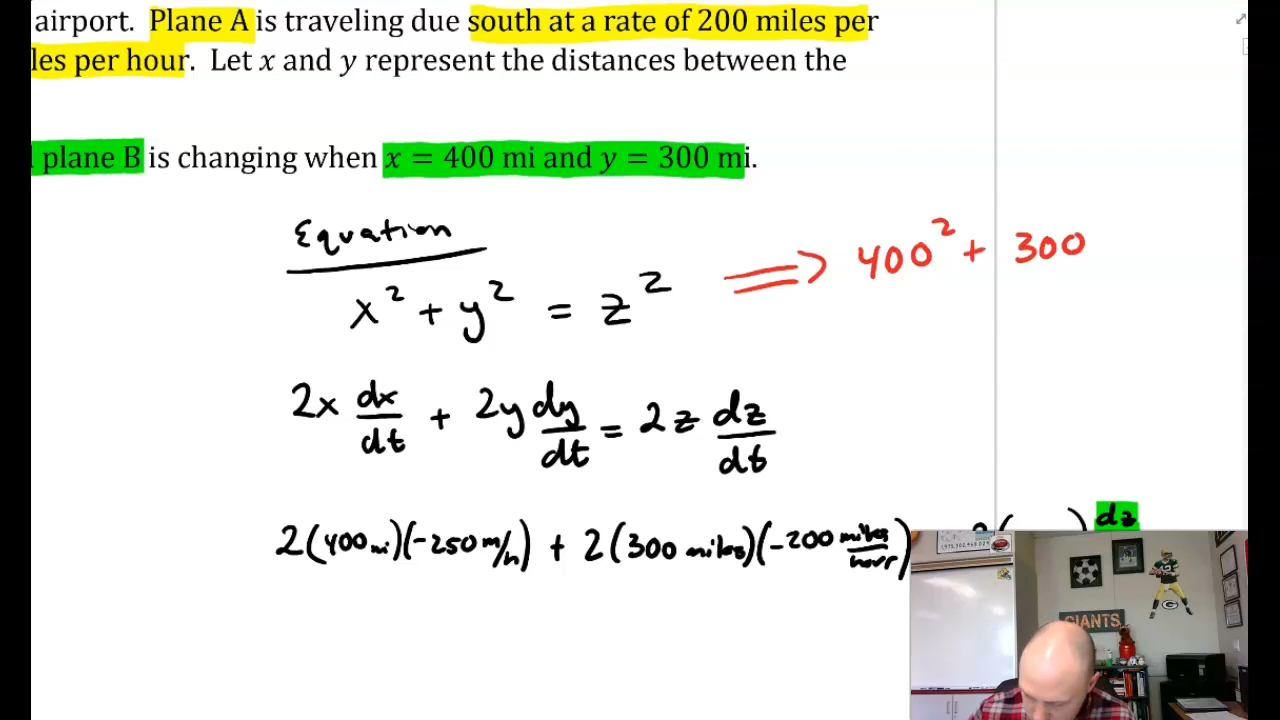 airport. Plane A is traveling due south at a rate of 200 miles per
les per hour. Let x and y represent the distances between the
plane B is changing when x = 400 mi and y = 300 mi.
Equation
x² + y² = z² ⟹ 400² + 300
2x dx/dt + 2y dy/dt = 2z dz/dt
2(400 mi)(-250 m/h) + 2(300 miles)(-200 miles/hour) 2( ) dz
GIANTS
12
G